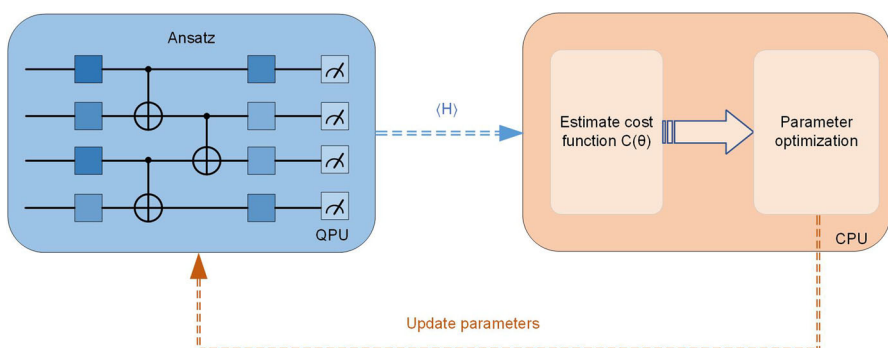 Ansatz
QPU
⟨H⟩
Estimate cost
function C(θ)
Parameter
optimization
CPU
Update parameters